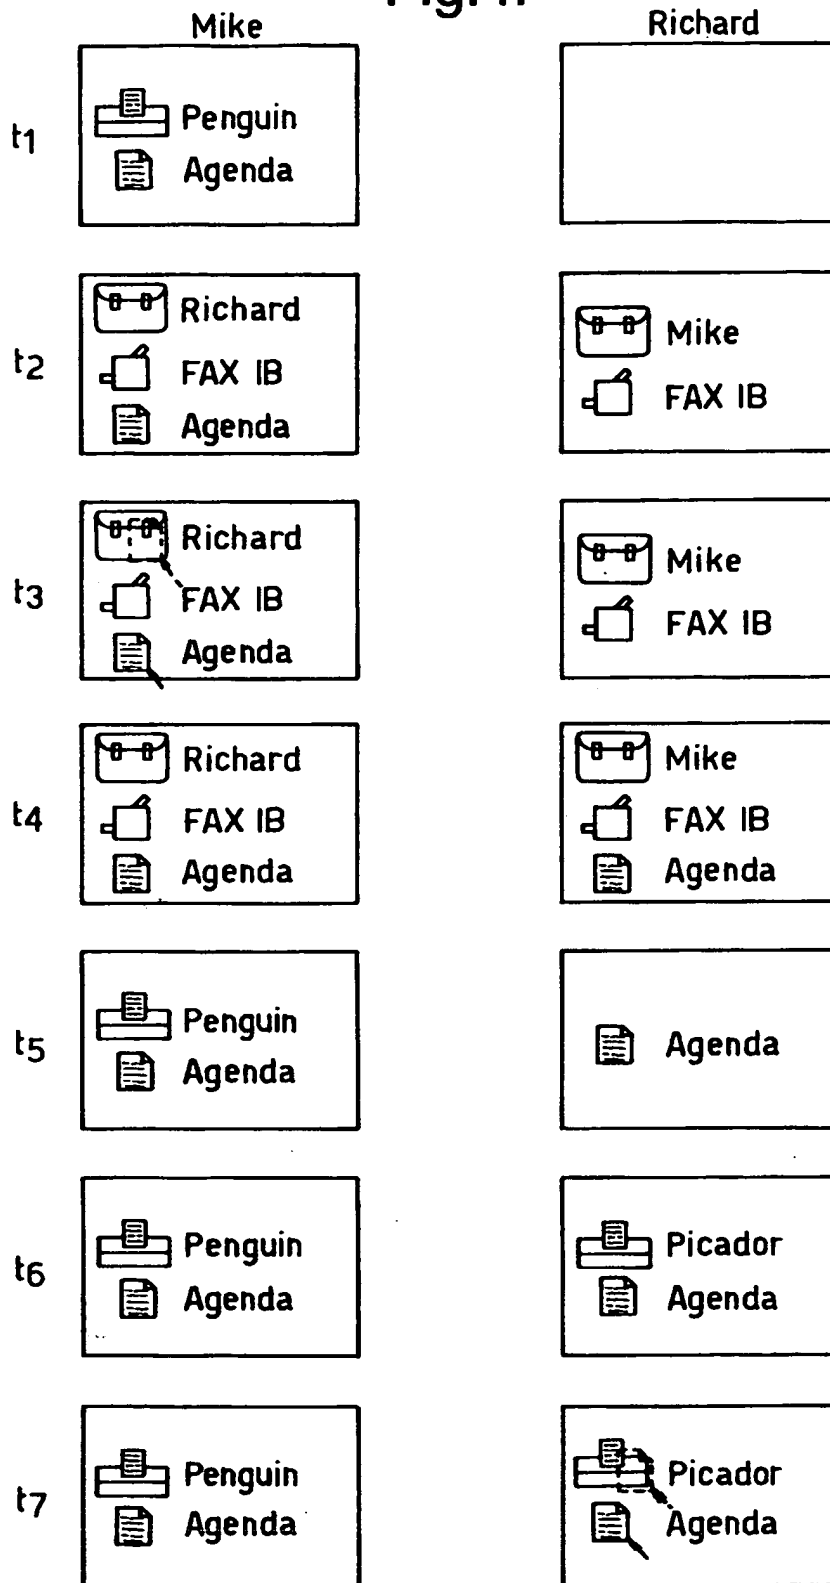 Mike Richard
t1
Penguin
Agenda
t2
Richard
FAX IB
Agenda
Mike
FAX IB
t3
Richard
FAX IB
Agenda
Mike
FAX IB
t4
Richard
FAX IB
Agenda
Mike
FAX IB
Agenda
t5
Penguin
Agenda
Agenda
t6
Penguin
Agenda
Picador
Agenda
t7
Penguin
Agenda
Picador
Agenda